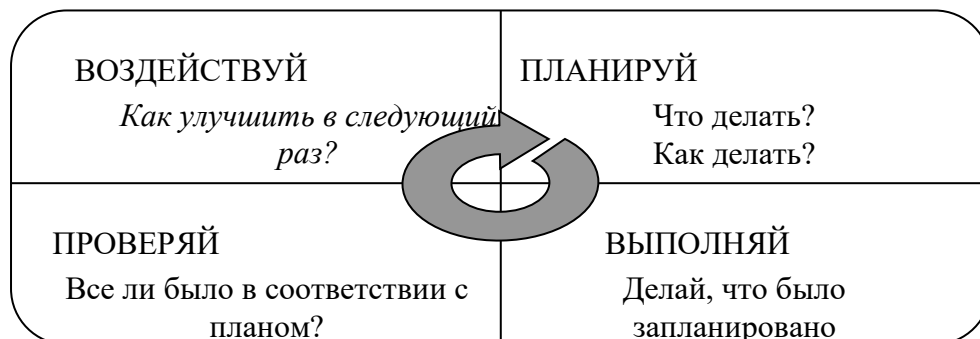 ВОЗДЕЙСТВУЙ
Как улучшить в следующий
раз?
ПЛАНИРУЙ
Что делать?
Как делать?
ПРОВЕРЯЙ
Все ли было в соответствии с
планом?
ВЫПОЛНЯЙ
Делай, что было
запланировано